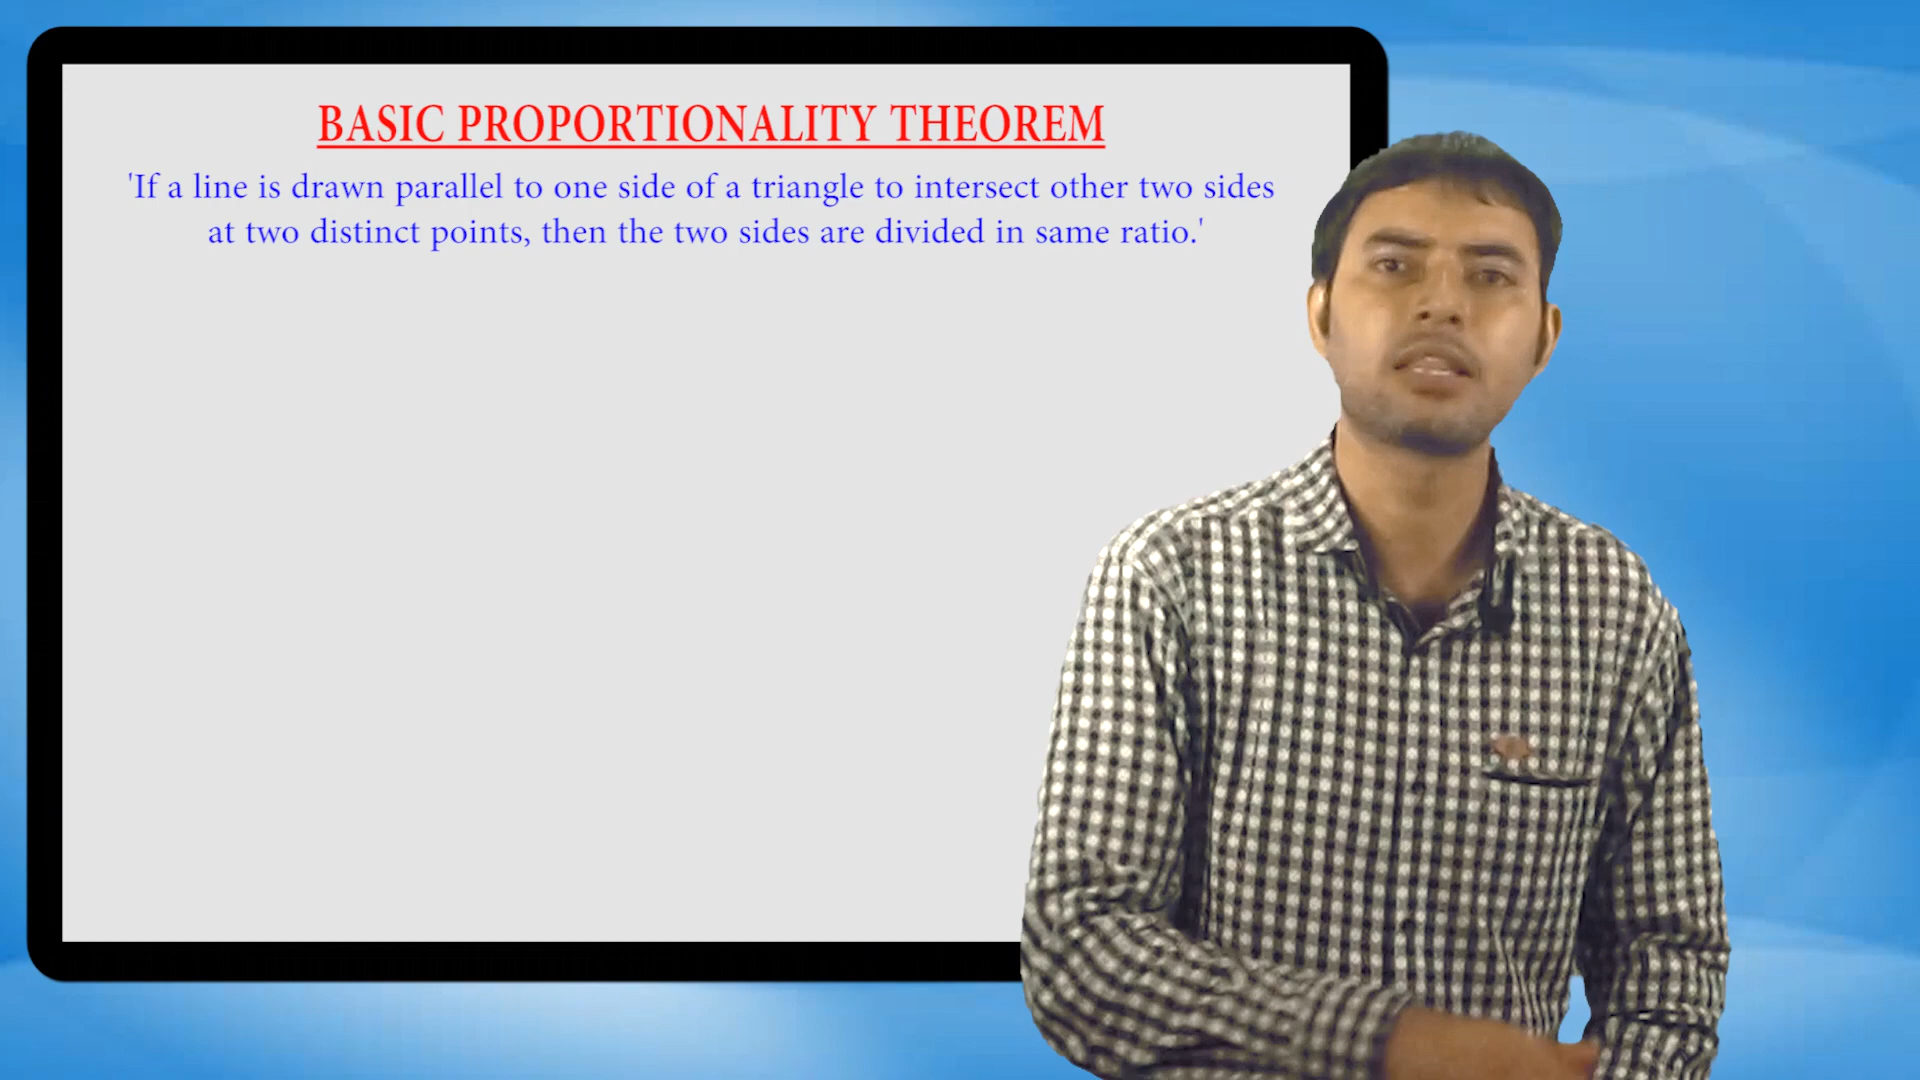 BASIC PROPORTIONALITY THEOREM
'If a line is drawn parallel to one side of a triangle to intersect other two sides
at two distinct points, then the two sides are divided in same ratio.'